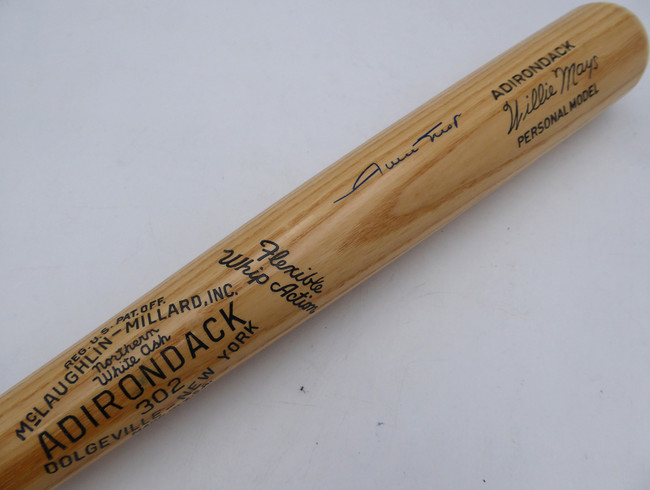 ADIRONDACK
Willie Mays
PERSONAL MODEL
Flexible
Whip Action
REG. U.S. PAT. OFF.
McLAUGHLIN-MILLARD, INC.
Northern
White Ash
ADIRONDACK
302
DOLGEVILLE-NEW YORK